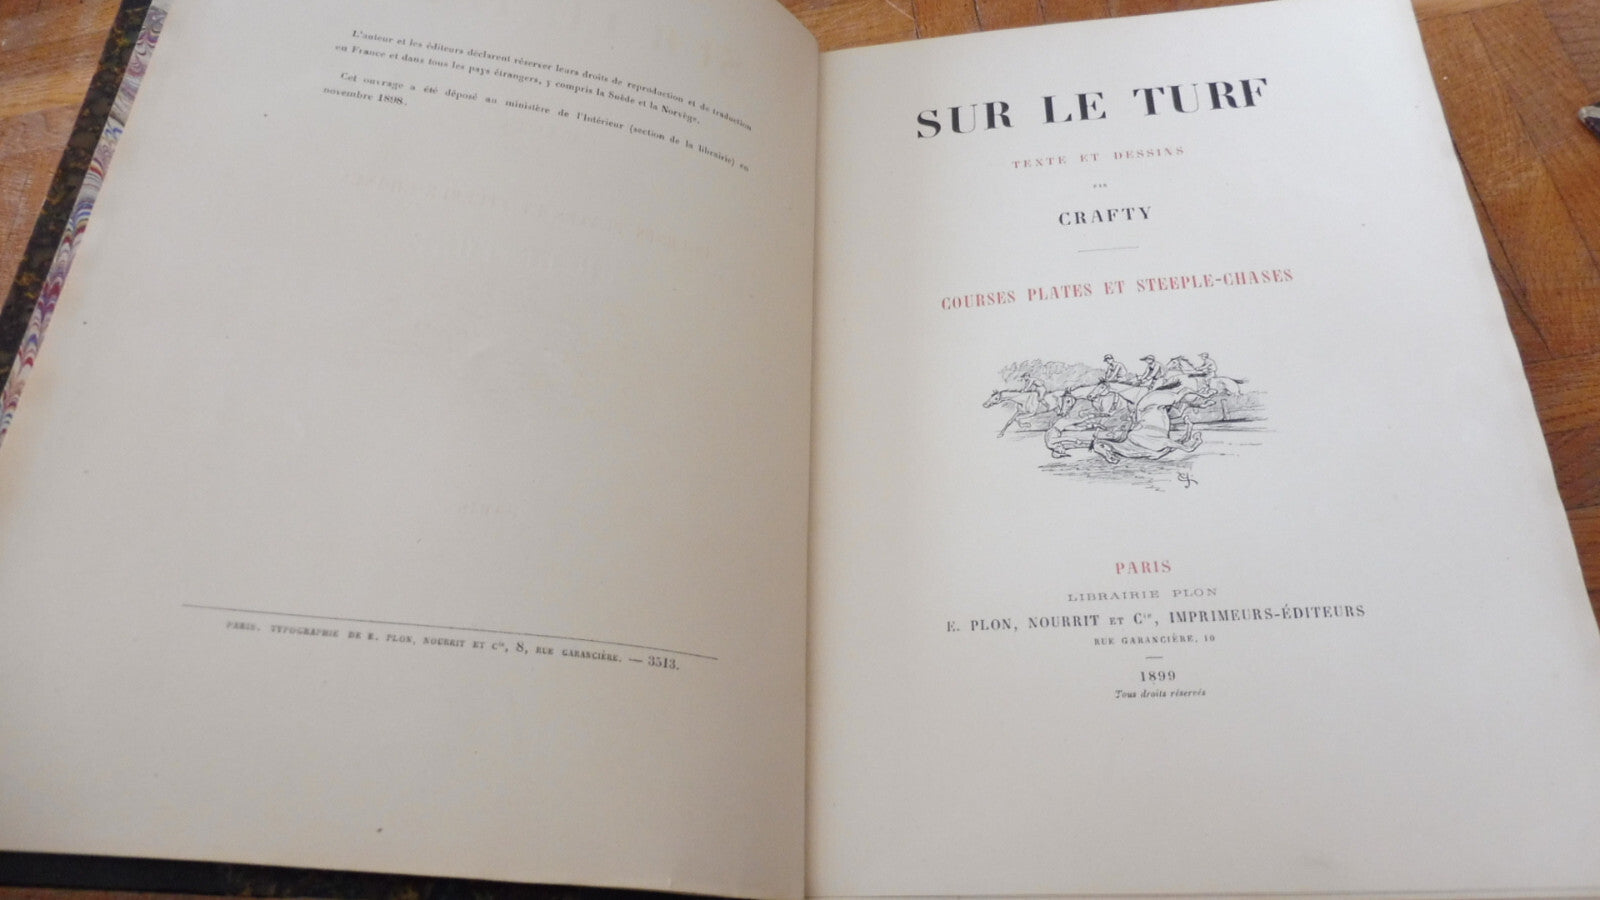 L'auteur et les éditeurs déclarent réserver leurs droits de reproduction et de traduction
en France et dans tous les pays étrangers, y compris la Suède et la Norvège.
Cet ouvrage a été déposé au ministère de l'Intérieur (section de la librairie) en
novembre 1898.
PARIS. TYPOGRAPHIE DE E. PLON, NOURRIT ET Cie, 8, RUE GARANCIÈRE. — 3513.
SUR LE TURF
TEXTE ET DESSINS
PAR
CRAFTY
COURSES PLATES ET STEEPLE-CHASES
PARIS
LIBRAIRIE PLON
E. PLON, NOURRIT ET Cie, IMPRIMEURS-ÉDITEURS
RUE GARANCIÈRE, 10
1899
Tous droits réservés